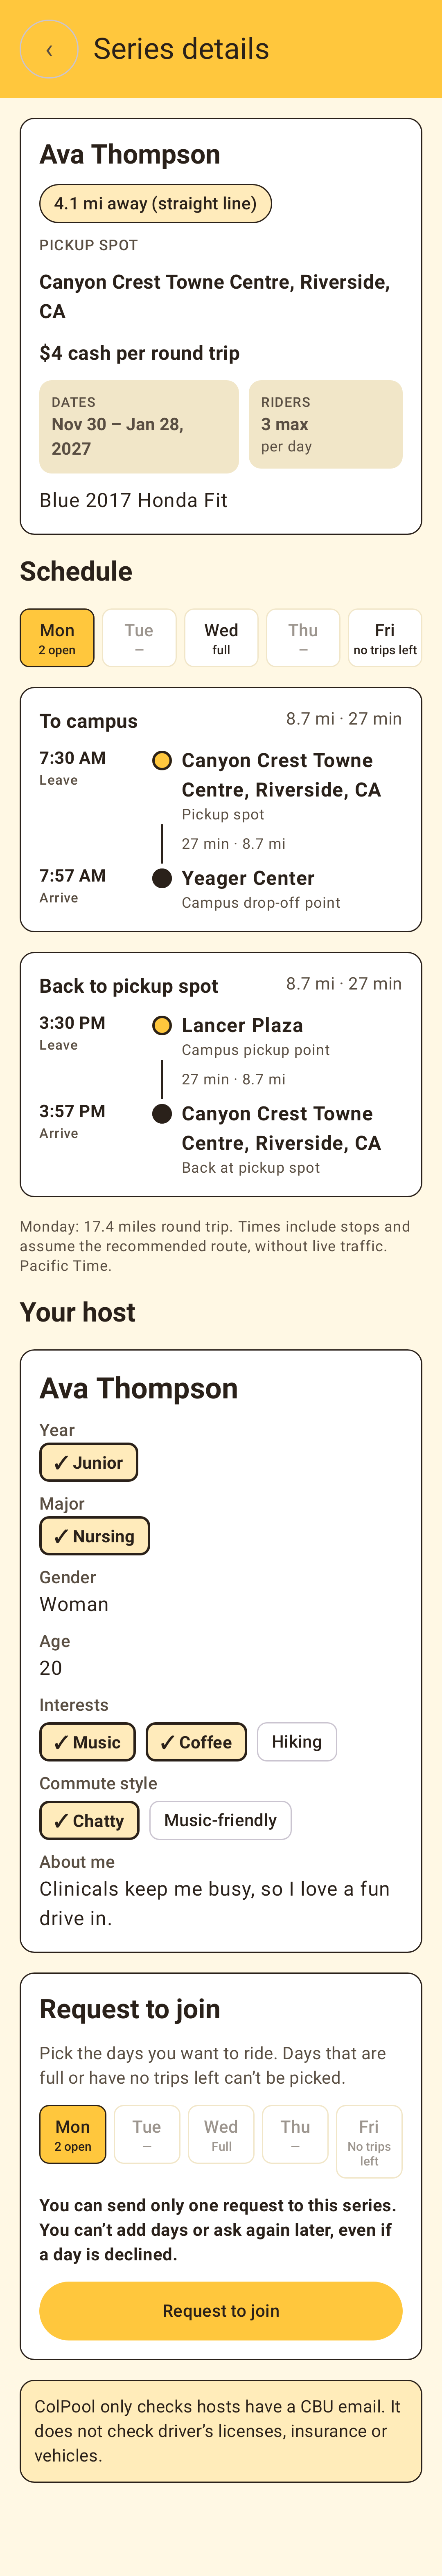 ‹ Series details
Ava Thompson
4.1 mi away (straight line)
PICKUP SPOT
Canyon Crest Towne Centre, Riverside,
CA
$4 cash per round trip
DATES
Nov 30 – Jan 28,
2027
RIDERS
3 max
per day
Blue 2017 Honda Fit
Schedule
Mon
2 open
Tue
–
Wed
full
Thu
–
Fri
no trips left
To campus
8.7 mi · 27 min
7:30 AM
Leave
Canyon Crest Towne
Centre, Riverside, CA
Pickup spot
27 min · 8.7 mi
7:57 AM
Arrive
Yeager Center
Campus drop-off point
Back to pickup spot
8.7 mi · 27 min
3:30 PM
Leave
Lancer Plaza
Campus pickup point
27 min · 8.7 mi
3:57 PM
Arrive
Canyon Crest Towne
Centre, Riverside, CA
Back at pickup spot
Monday: 17.4 miles round trip. Times include stops and
assume the recommended route, without live traffic.
Pacific Time.
Your host
Ava Thompson
Year
✓ Junior
Major
✓ Nursing
Gender
Woman
Age
20
Interests
✓ Music ✓ Coffee Hiking
Commute style
✓ Chatty Music-friendly
About me
Clinicals keep me busy, so I love a fun
drive in.
Request to join
Pick the days you want to ride. Days that are
full or have no trips left can’t be picked.
Mon
2 open
Tue
–
Wed
Full
Thu
–
Fri
No trips
left
You can send only one request to this series.
You can’t add days or ask again later, even if
a day is declined.
Request to join
ColPool only checks hosts have a CBU email. It
does not check driver’s licenses, insurance or
vehicles.